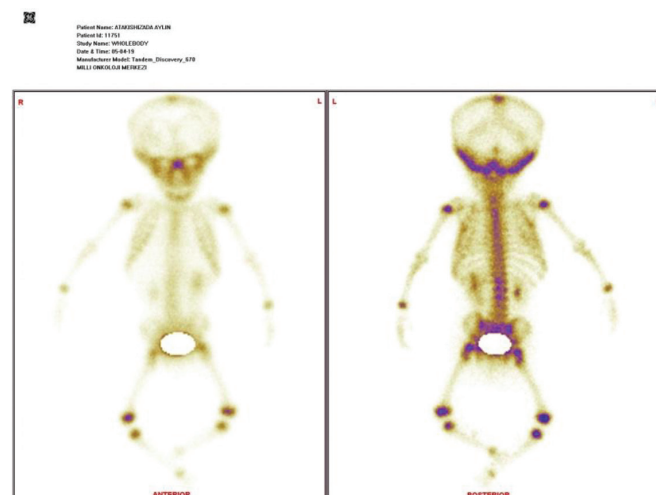 Patient Name: ATAKISHIZADA AYLIN
Patient Id: 11751
Study Name: WHOLEBODY
Date & Time: 05-04-19
Manufacturer Model: Tandem_Discovery_670
MILLI ONKOLOJI MERKEZI
R L L
ANTERIOR POSTERIOR